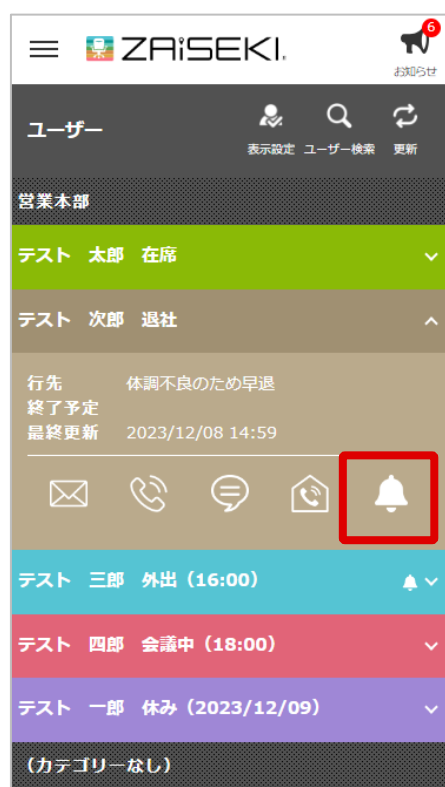 ZAiSEKI.
6
お知らせ
ユーザー
表示設定 ユーザー検索 更新
営業本部
テスト 太郎 在席
テスト 次郎 退社
行先 体調不良のため早退
終了予定
最終更新 2023/12/08 14:59
テスト 三郎 外出（16:00）
テスト 四郎 会議中（18:00）
テスト 一郎 休み（2023/12/09）
（カテゴリーなし）